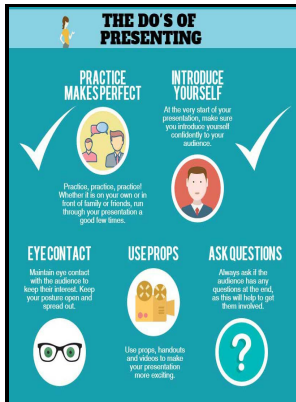 THE DO'S OF
PRESENTING
PRACTICE
MAKES PERFECT
Practice, practice, practice!
Whether it is on your own or in
front of family or friends, run
through your presentation a
good few times.
INTRODUCE
YOURSELF
At the very start of your
presentation, make sure
you introduce yourself
confidently to your
audience.
EYE CONTACT
Maintain eye contact
with the audience to
keep their interest. Keep
your posture open and
spread out.
USE PROPS
Use props, handouts
and videos to make
your presentation
more exciting.
ASK QUESTIONS
Always ask if the
audience has any
questions at the end,
as this will help to get
them involved.
?